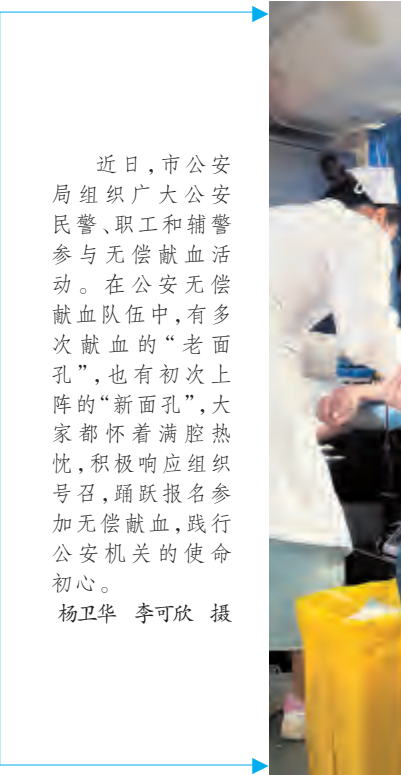 近日,市公安
局组织广大公安
民警、职工和辅警
参与无偿献血活
动。在公安无偿
献血队伍中,有多
次献血的“老面
孔”,也有初次上
阵的“新面孔”,大
家都怀着满腔热
忱,积极响应组织
号召,踊跃报名参
加无偿献血,践行
公安机关的使命
初心。
杨卫华 李可欣 摄